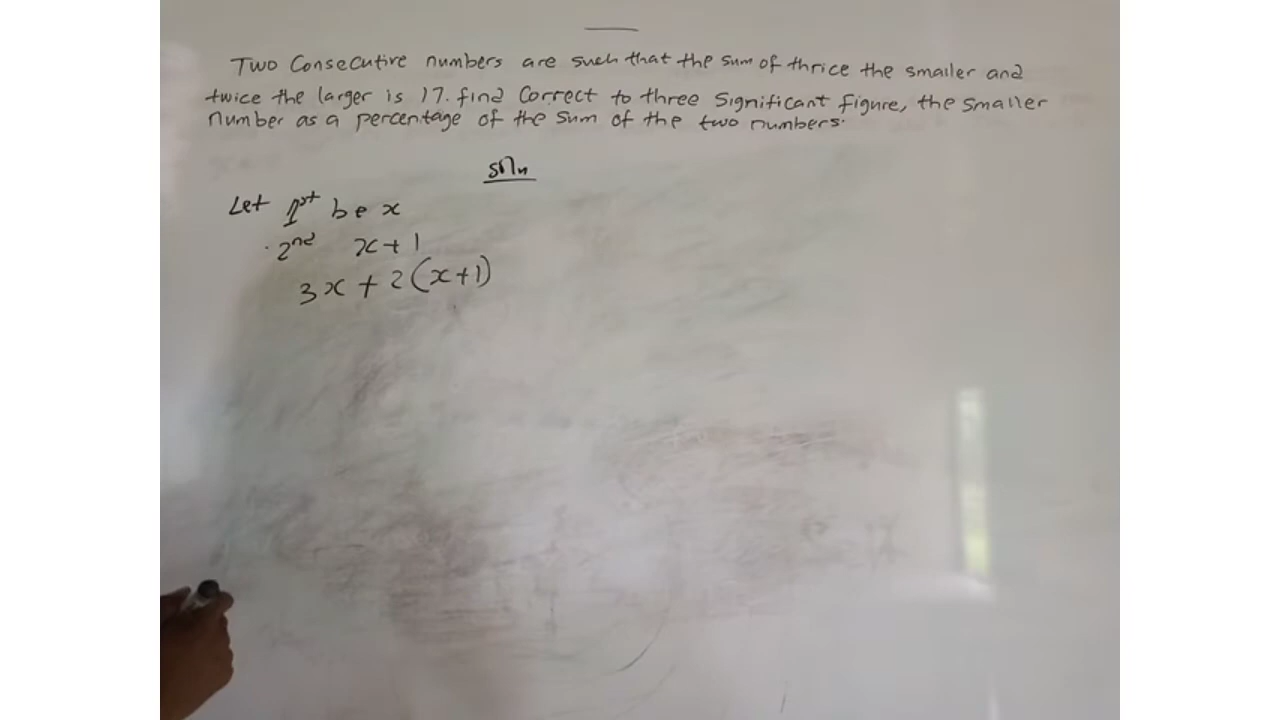 Two Consecutive numbers are such that the sum of thrice the smaller and
twice the larger is 17. find Correct to three Significant figure, the smaller
number as a percentage of the sum of the two numbers.
Soln
Let 1st be x
2nd x+1
3x + 2(x+1)